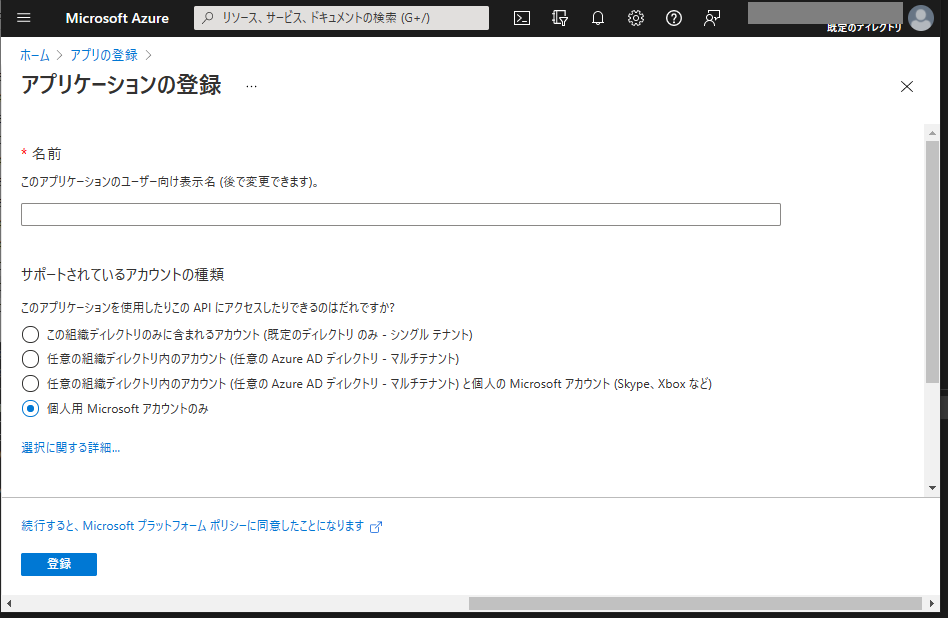 Microsoft Azure
リソース、サービス、ドキュメントの検索 (G+/)
既定のディレクトリ
ホーム > アプリの登録 >
アプリケーションの登録 …
* 名前
このアプリケーションのユーザー向け表示名 (後で変更できます)。
サポートされているアカウントの種類
このアプリケーションを使用したりこの API にアクセスしたりできるのはだれですか?
この組織ディレクトリのみに含まれるアカウント (既定のディレクトリ のみ - シングル テナント)
任意の組織ディレクトリ内のアカウント (任意の Azure AD ディレクトリ - マルチテナント)
任意の組織ディレクトリ内のアカウント (任意の Azure AD ディレクトリ - マルチテナント) と個人の Microsoft アカウント (Skype、Xbox など)
個人用 Microsoft アカウントのみ
選択に関する詳細...
続行すると、Microsoft プラットフォーム ポリシーに同意したことになります
登録